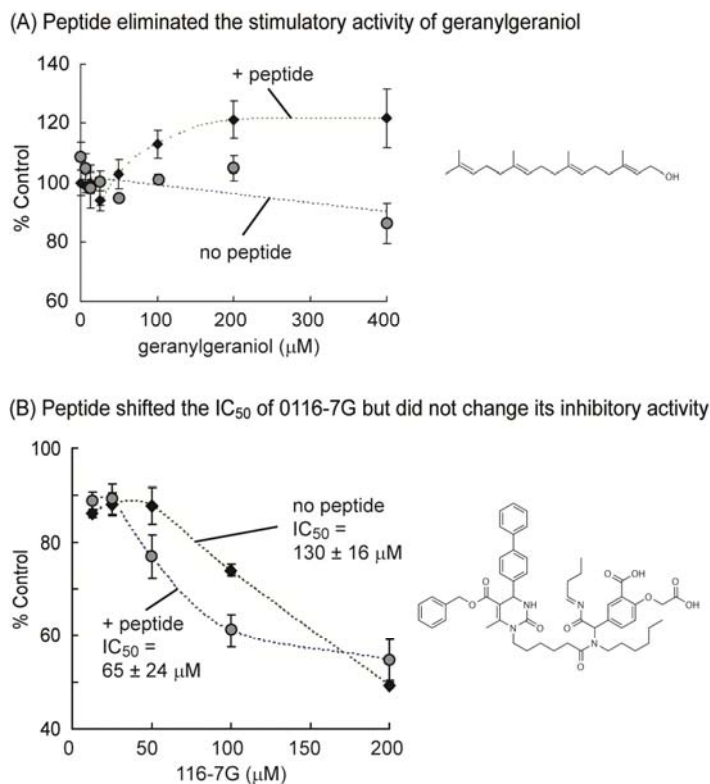 (A) Peptide eliminated the stimulatory activity of geranylgeraniol
140
120
100
80
60
% Control
+ peptide
no peptide
0 100 200 300 400
geranylgeraniol (µM)
OH
(B) Peptide shifted the IC50 of 0116-7G but did not change its inhibitory activity
100
80
60
40
% Control
no peptide
IC50 =
130 ± 16 µM
+ peptide
IC50 =
65 ± 24 µM
0 50 100 150 200
116-7G (µM)
O
O
NH
N
O
O
N
N
O
O
OH
O
O
OH